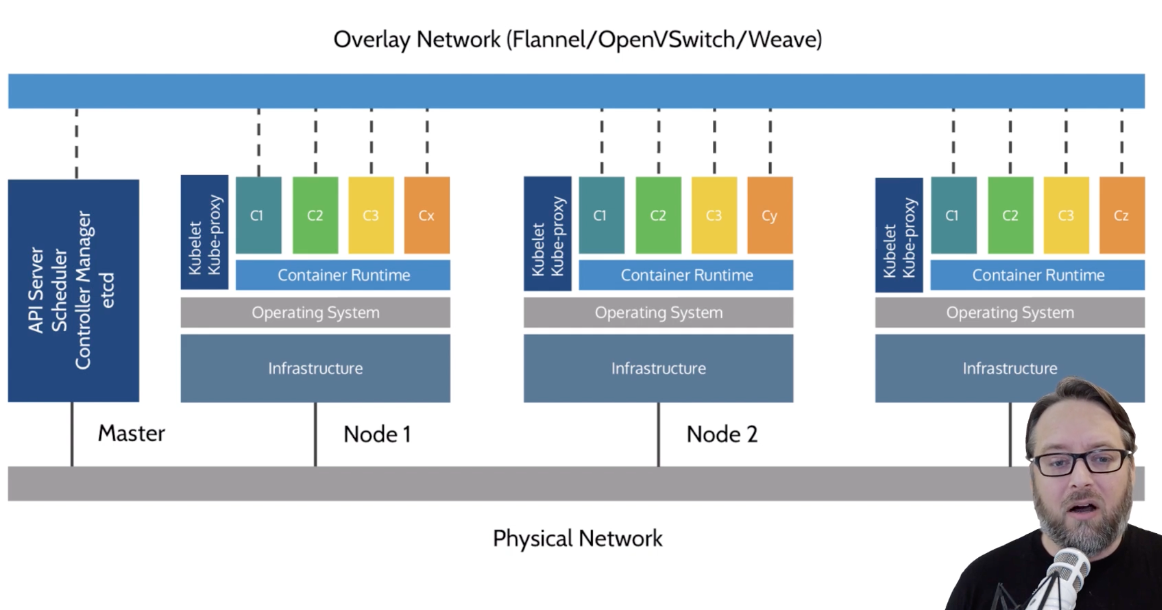 Overlay Network (Flannel/OpenVSwitch/Weave)
API Server
Scheduler
Controller Manager
etcd
Kubelet
Kube-proxy
C1
C2
C3
Cx
Container Runtime
Operating System
Infrastructure
Kubelet
Kube-proxy
C1
C2
C3
Cy
Container Runtime
Operating System
Infrastructure
Kubelet
Kube-proxy
C1
C2
C3
Cz
Container Runtime
Operating System
Infrastructure
Master
Node 1
Node 2
Physical Network